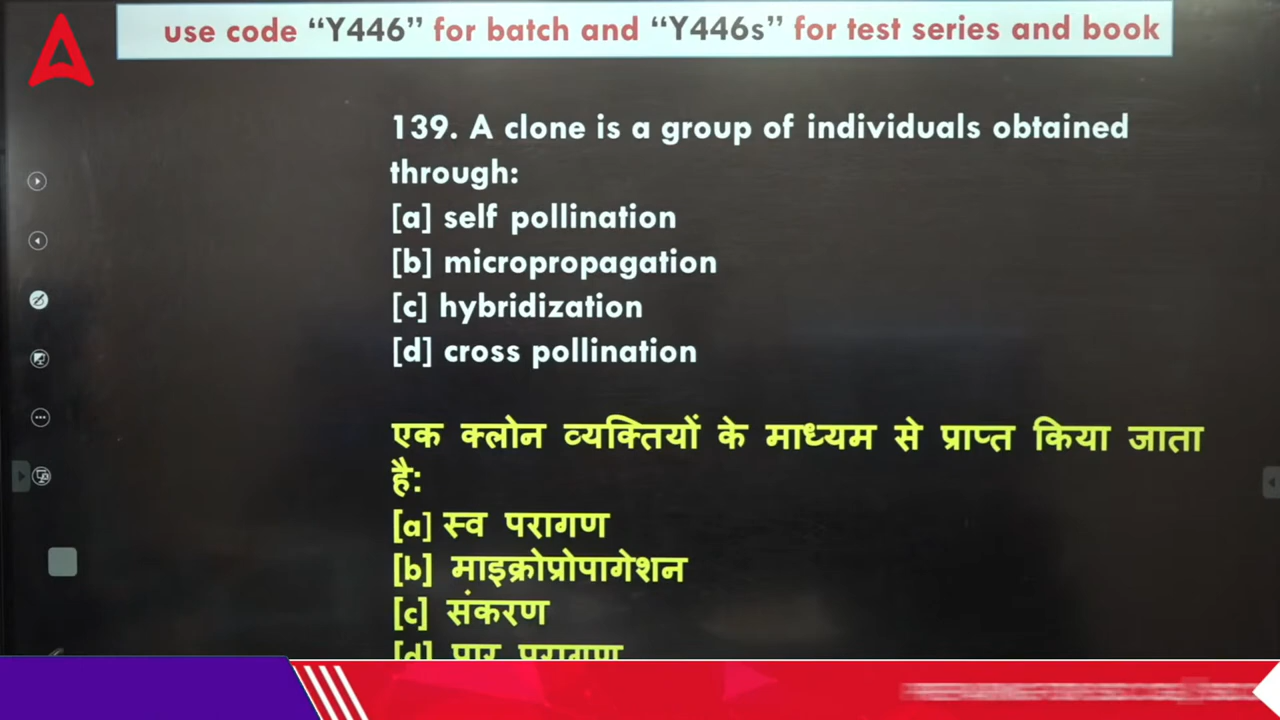 use code “Y446” for batch and “Y446s” for test series and book
139. A clone is a group of individuals obtained
through:
[a] self pollination
[b] micropropagation
[c] hybridization
[d] cross pollination
एक क्लोन व्यक्तियों के माध्यम से प्राप्त किया जाता
है:
[a] स्व परागण
[b] माइक्रोप्रोपागेशन
[c] संकरण
[d] पार परागण